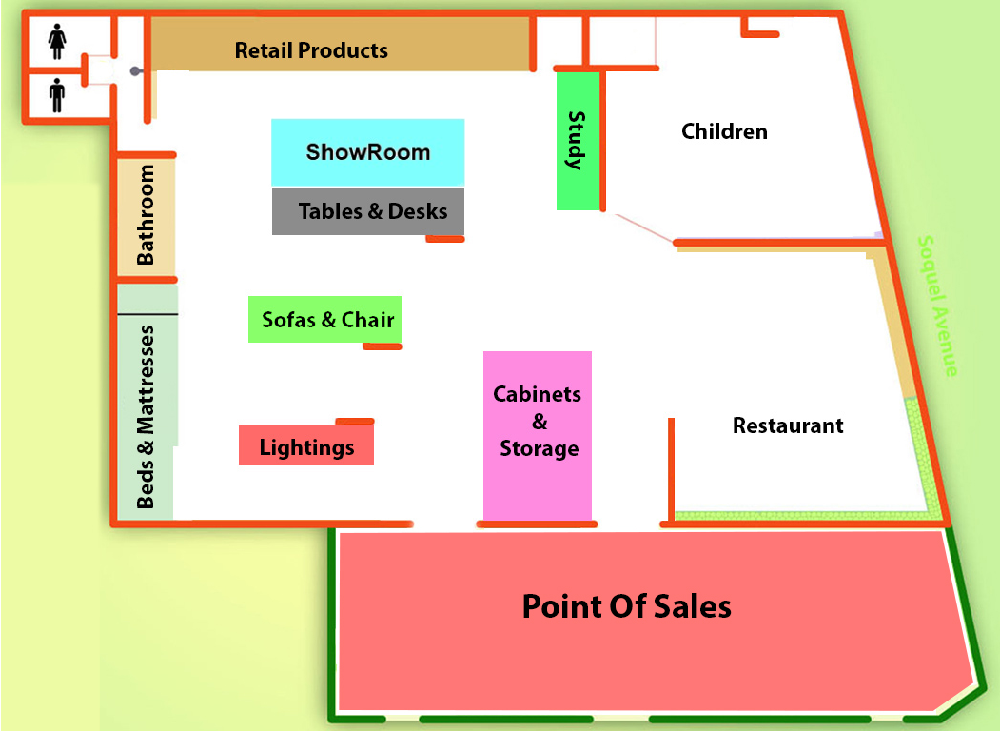 Retail Products
ShowRoom
Tables & Desks
Study
Children
Bathroom
Sofas & Chair
Beds & Mattresses
Lightings
Cabinets
&
Storage
Restaurant
Soquel Avenue
Point Of Sales